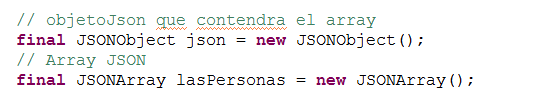 // objetoJson que contendra el array
final JSONObject json = new JSONObject();
// Array JSON
final JSONArray lasPersonas = new JSONArray();